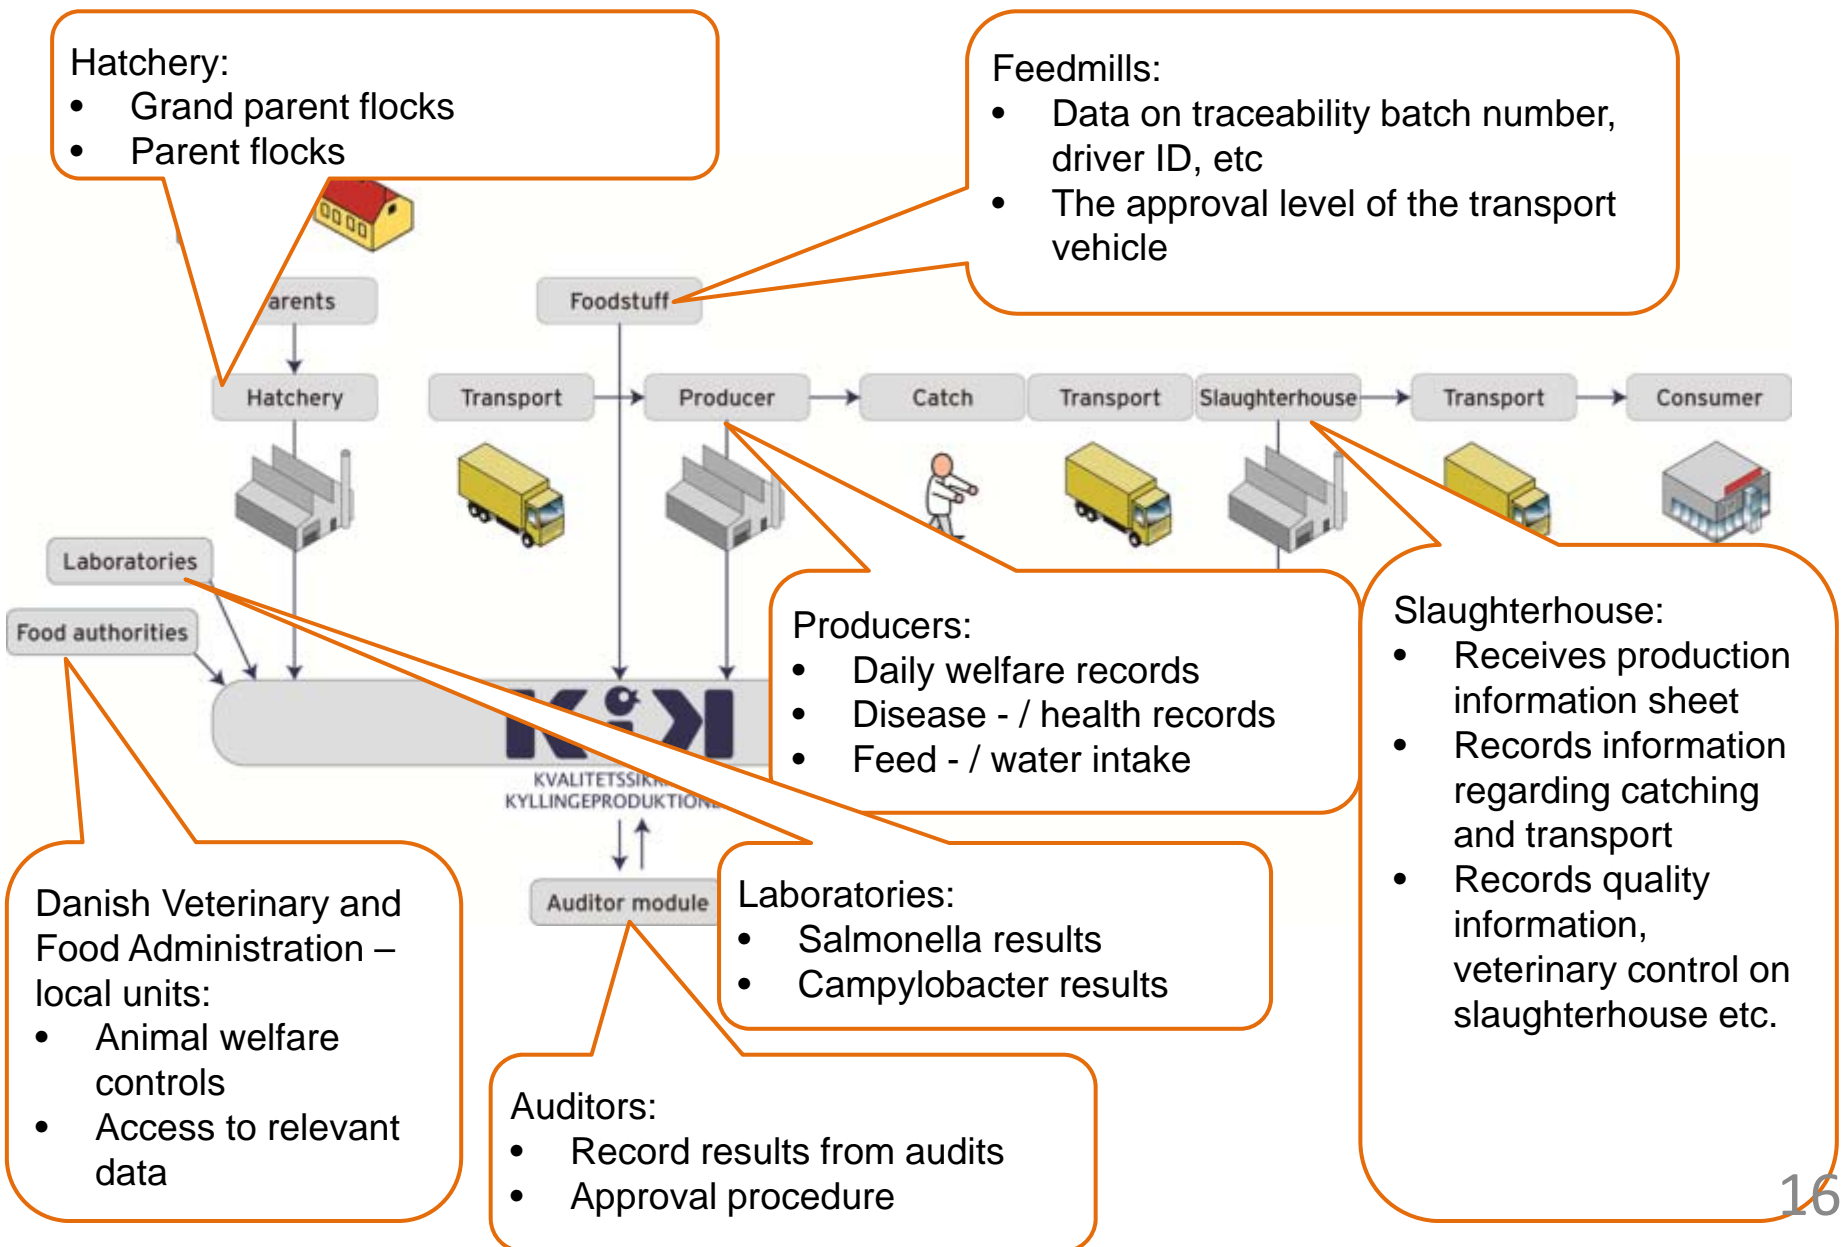 Hatchery:
• Grand parent flocks
• Parent flocks
Feedmills:
• Data on traceability batch number,
driver ID, etc
• The approval level of the transport
vehicle
arents
Foodstuff
Hatchery
Transport
Producer
Catch
Transport
Slaughterhouse
Transport
Consumer
Laboratories
Food authorities
KiK
KVALITETSSIK
KYLLINGEPRODUKTION
Auditor module
Producers:
• Daily welfare records
• Disease - / health records
• Feed - / water intake
Slaughterhouse:
• Receives production
information sheet
• Records information
regarding catching
and transport
• Records quality
information,
veterinary control on
slaughterhouse etc.
Danish Veterinary and
Food Administration –
local units:
• Animal welfare
controls
• Access to relevant
data
Laboratories:
• Salmonella results
• Campylobacter results
Auditors:
• Record results from audits
• Approval procedure
16